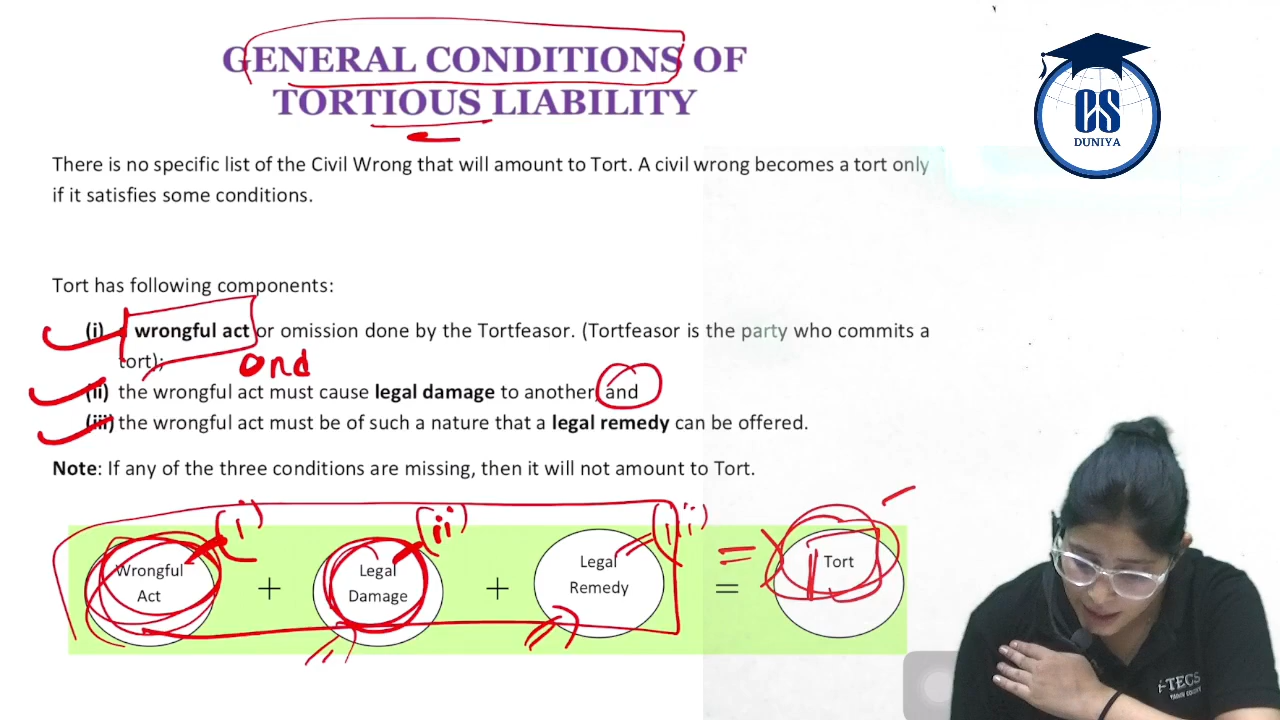 GENERAL CONDITIONS OF
TORTIOUS LIABILITY
CS
DUNIYA
There is no specific list of the Civil Wrong that will amount to Tort. A civil wrong becomes a tort only
if it satisfies some conditions.
Tort has following components:
(i) wrongful act or omission done by the Tortfeasor. (Tortfeasor is the party who commits a
tort);
and
(ii) the wrongful act must cause legal damage to another, and
(iii) the wrongful act must be of such a nature that a legal remedy can be offered.
Note: If any of the three conditions are missing, then it will not amount to Tort.
(i) (ii) (iii)
Wrongful
Act
+
Legal
Damage
+
Legal
Remedy
=
=
Tort
i-TECS